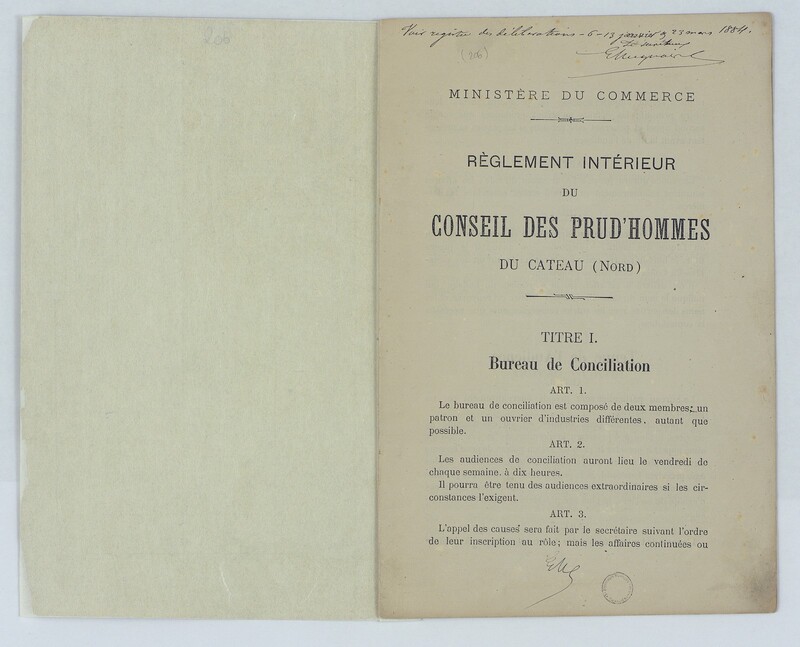 206
Voir registre des délibérations - 6-13 janvier & 23 mars 1884.
(206)
MINISTÈRE DU COMMERCE
RÈGLEMENT INTÉRIEUR
DU
CONSEIL DES PRUD'HOMMES
DU CATEAU (NORD)
TITRE I.
Bureau de Conciliation
ART. 1.
Le bureau de conciliation est composé de deux membres; un
patron et un ouvrier d'industries différentes, autant que
possible.
ART. 2.
Les audiences de conciliation auront lieu le vendredi de
chaque semaine, à dix heures.
Il pourra être tenu des audiences extraordinaires si les cir-
constances l'exigent.
ART. 3.
L'appel des causes sera fait par le secrétaire suivant l'ordre
de leur inscription au rôle; mais les affaires continuées ou